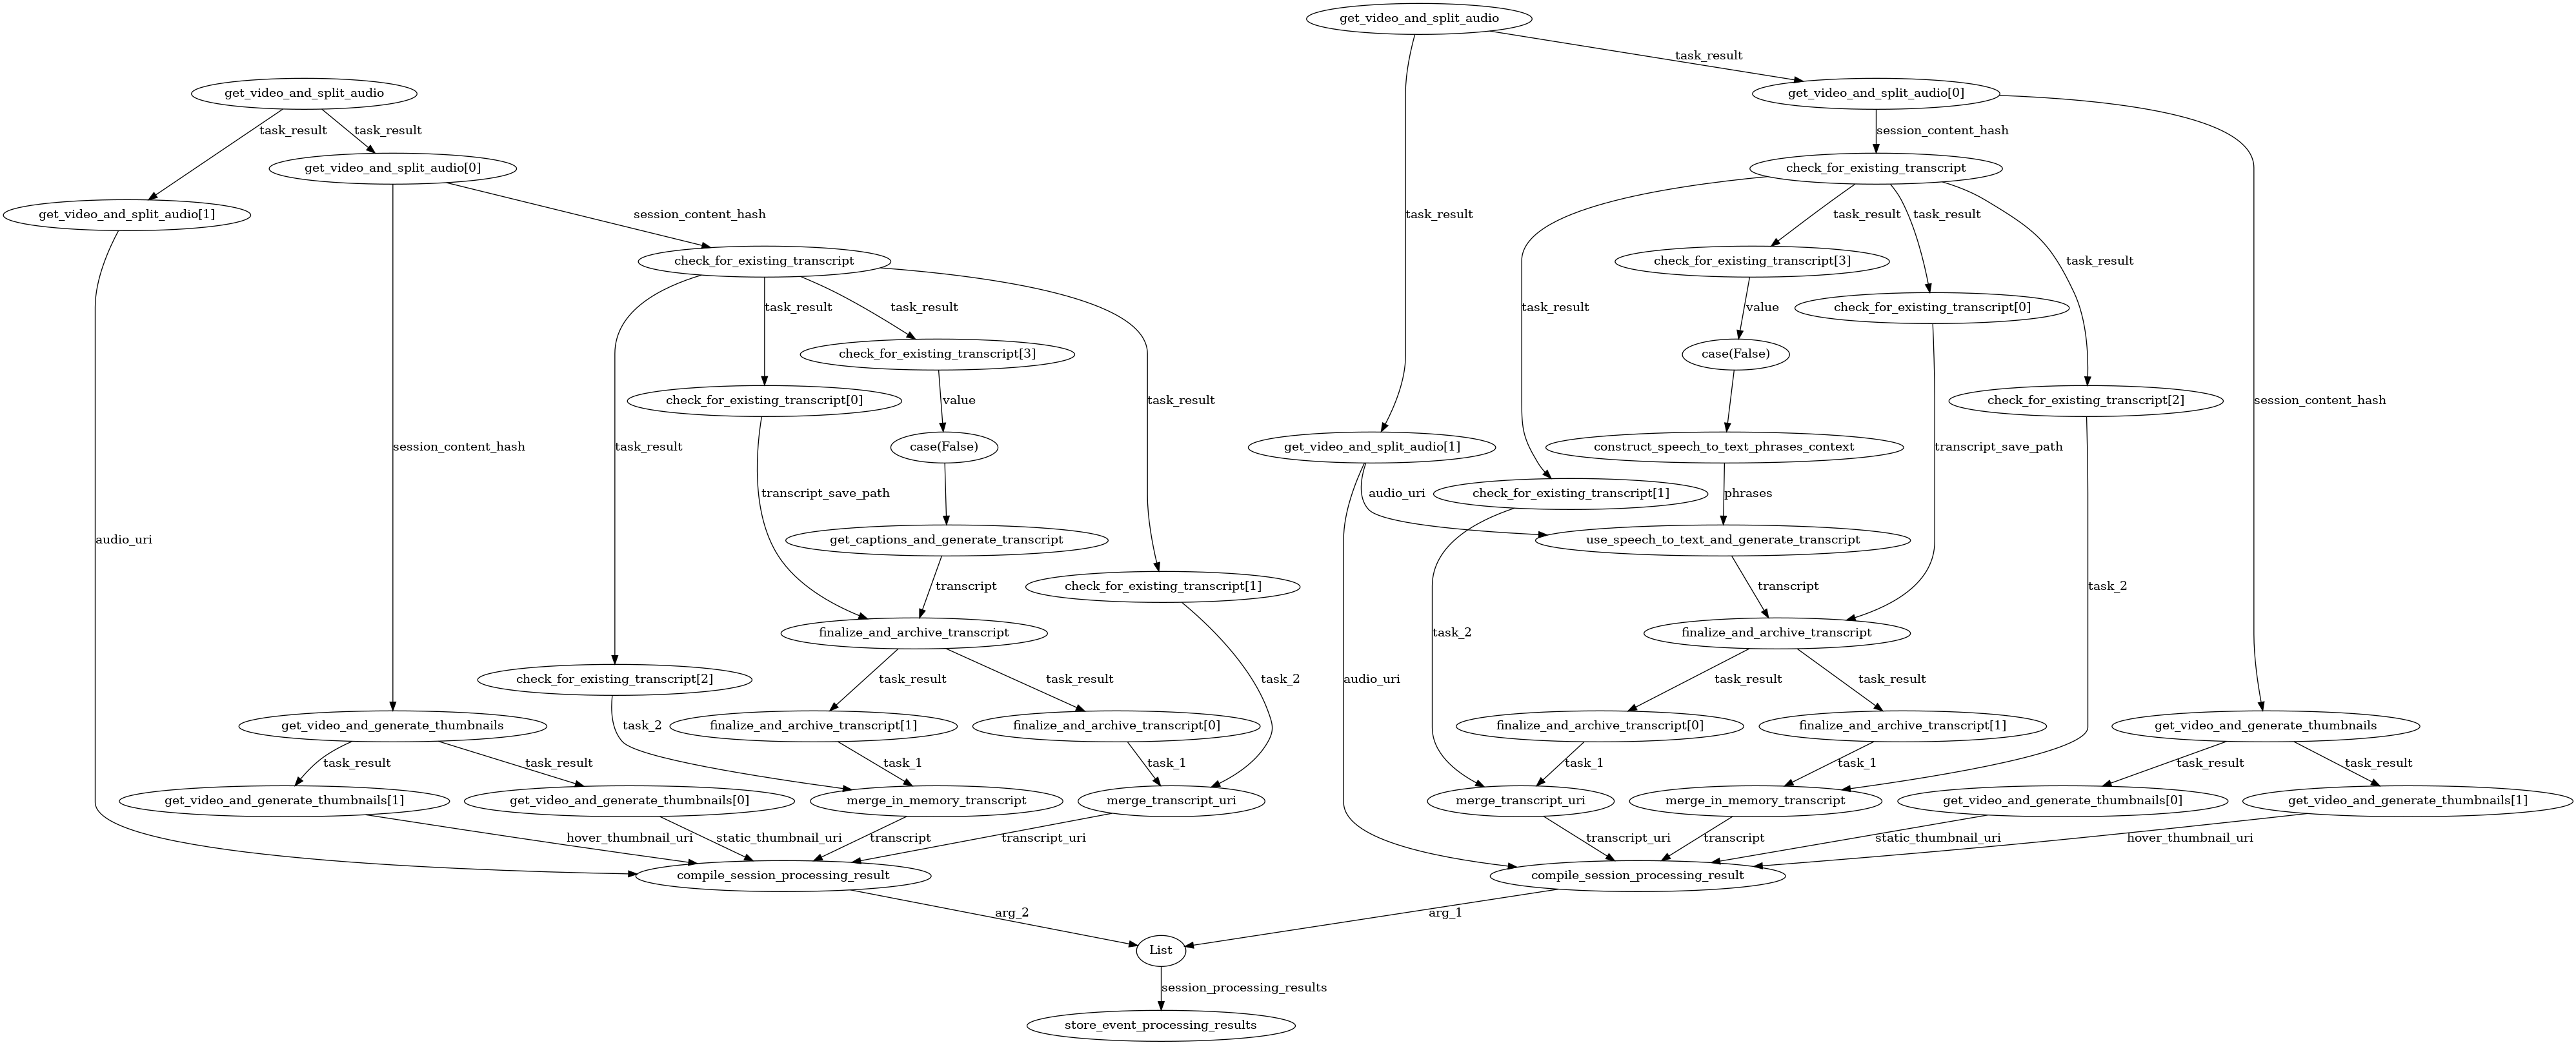 get_video_and_split_audio
task_result
get_video_and_split_audio
get_video_and_split_audio[0]
task_result
task_result
session_content_hash
get_video_and_split_audio[0]
check_for_existing_transcript
get_video_and_split_audio[1]
session_content_hash
task_result
task_result
task_result
check_for_existing_transcript
check_for_existing_transcript[3]
task_result
task_result
task_result
task_result
value
check_for_existing_transcript[0]
check_for_existing_transcript[3]
case(False)
check_for_existing_transcript[0]
value
task_result
check_for_existing_transcript[2]
session_content_hash
session_content_hash
task_result
case(False)
get_video_and_split_audio[1]
construct_speech_to_text_phrases_context
transcript_save_path
transcript_save_path
audio_uri
check_for_existing_transcript[1]
phrases
audio_uri
get_captions_and_generate_transcript
use_speech_to_text_and_generate_transcript
transcript
check_for_existing_transcript[1]
transcript
task_2
finalize_and_archive_transcript
task_2
finalize_and_archive_transcript
check_for_existing_transcript[2]
task_result
task_result
task_2
audio_uri
task_result
task_result
get_video_and_generate_thumbnails
task_2
finalize_and_archive_transcript[1]
finalize_and_archive_transcript[0]
finalize_and_archive_transcript[0]
finalize_and_archive_transcript[1]
get_video_and_generate_thumbnails
task_result
task_result
task_1
task_1
task_1
task_1
task_result
task_result
get_video_and_generate_thumbnails[1]
get_video_and_generate_thumbnails[0]
merge_in_memory_transcript
merge_transcript_uri
merge_transcript_uri
merge_in_memory_transcript
get_video_and_generate_thumbnails[0]
get_video_and_generate_thumbnails[1]
hover_thumbnail_uri
static_thumbnail_uri
transcript
transcript_uri
transcript_uri
transcript
static_thumbnail_uri
hover_thumbnail_uri
compile_session_processing_result
compile_session_processing_result
arg_2
arg_1
List
session_processing_results
store_event_processing_results